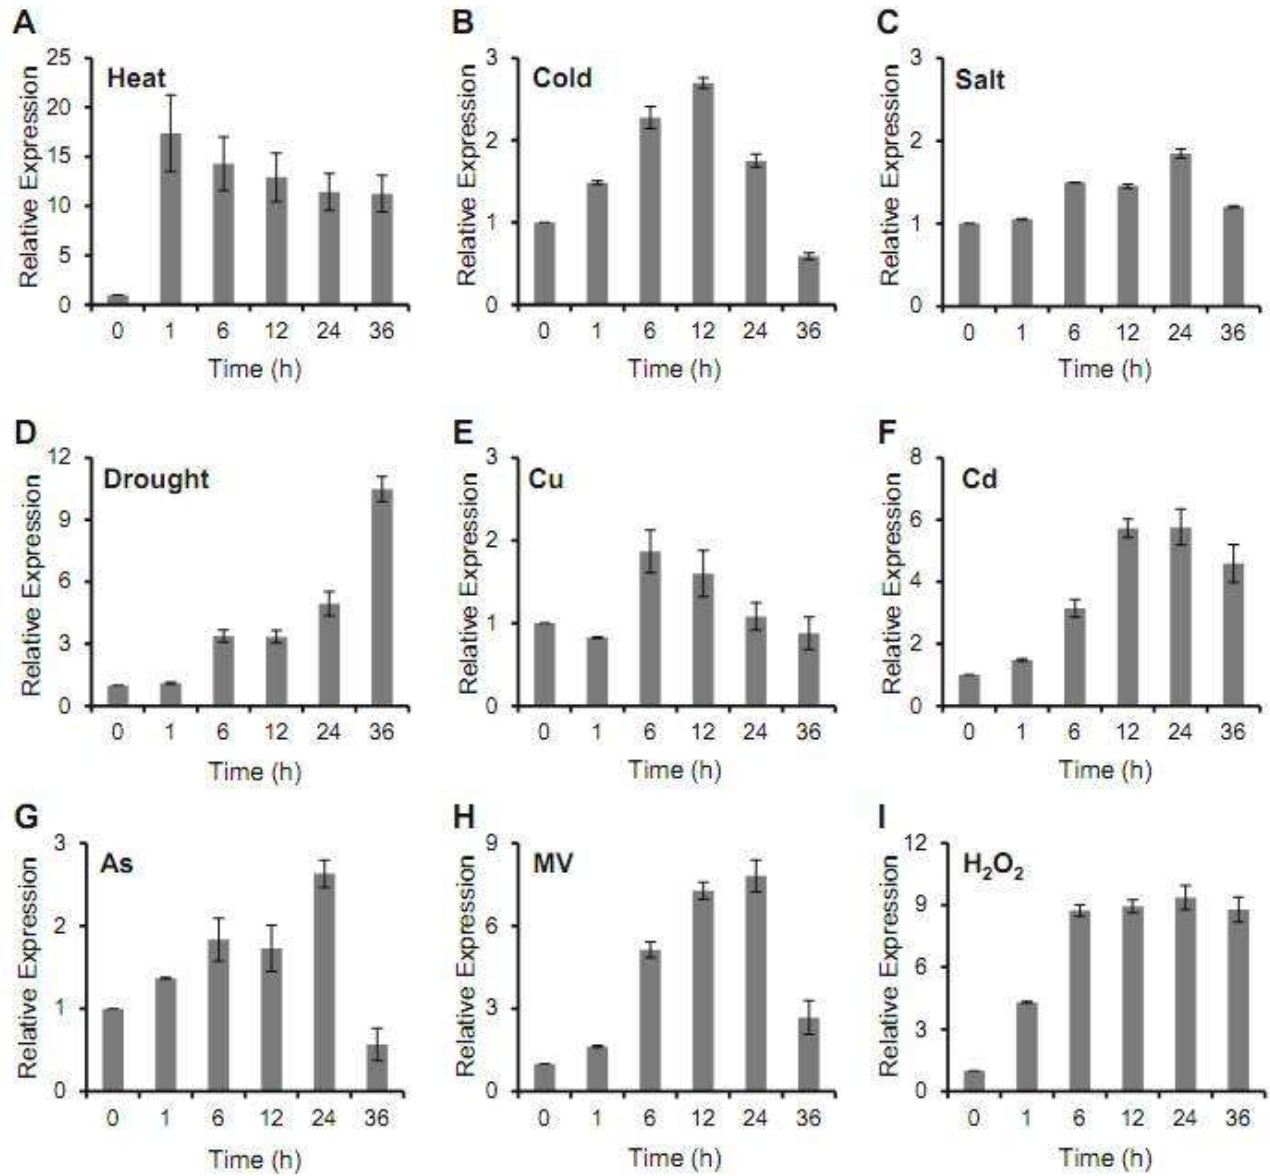 A B C
25 3 3
Heat Cold Salt
20
2 2
15
10
1 1
5
0 0 0
Relative Expression Relative Expression Relative Expression
0 1 6 12 24 36 0 1 6 12 24 36 0 1 6 12 24 36
Time (h) Time (h) Time (h)
D E F
12 3 8
Drought Cu Cd
9 6
2
6 4
1
3 2
0 0 0
Relative Expression Relative Expression Relative Expression
0 1 6 12 24 36 0 1 6 12 24 36 0 1 6 12 24 36
Time (h) Time (h) Time (h)
G H I
3 9 12
As MV H₂O₂
9
2 6
6
1 3
3
0 0 0
Relative Expression Relative Expression Relative Expression
0 1 6 12 24 36 0 1 6 12 24 36 0 1 6 12 24 36
Time (h) Time (h) Time (h)